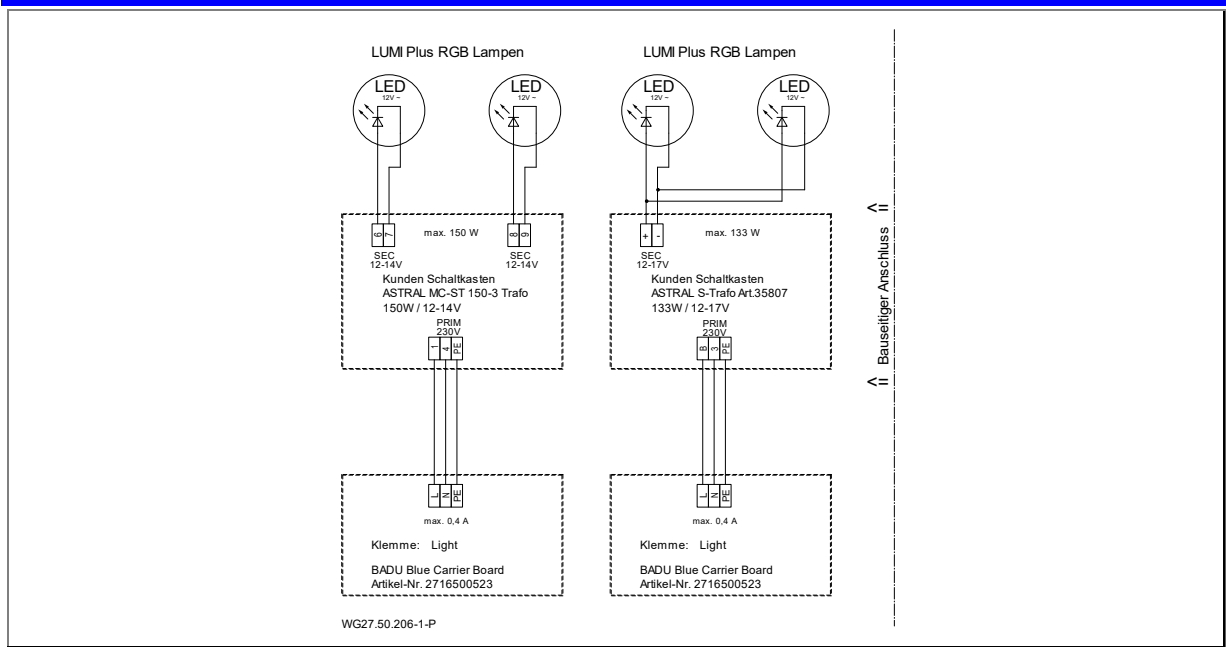 LUMI Plus RGB Lampen
LED
12V ~
LED
12V ~
6
7
max. 150 W
8
9
SEC
12-14V
SEC
12-14V
Kunden Schaltkasten
ASTRAL MC-ST 150-3 Trafo
150W / 12-14V
PRIM
230V
1
4
PE
L
N
PE
max. 0,4 A
Klemme: Light
BADU Blue Carrier Board
Artikel-Nr. 2716500523
LUMI Plus RGB Lampen
LED
12V ~
LED
12V ~
+
-
max. 133 W
SEC
12-17V
Kunden Schaltkasten
ASTRAL S-Trafo Art.35807
133W / 12-17V
PRIM
230V
B
3
PE
L
N
PE
max. 0,4 A
Klemme: Light
BADU Blue Carrier Board
Artikel-Nr. 2716500523
<= Bauseitiger Anschluss <=
WG27.50.206-1-P